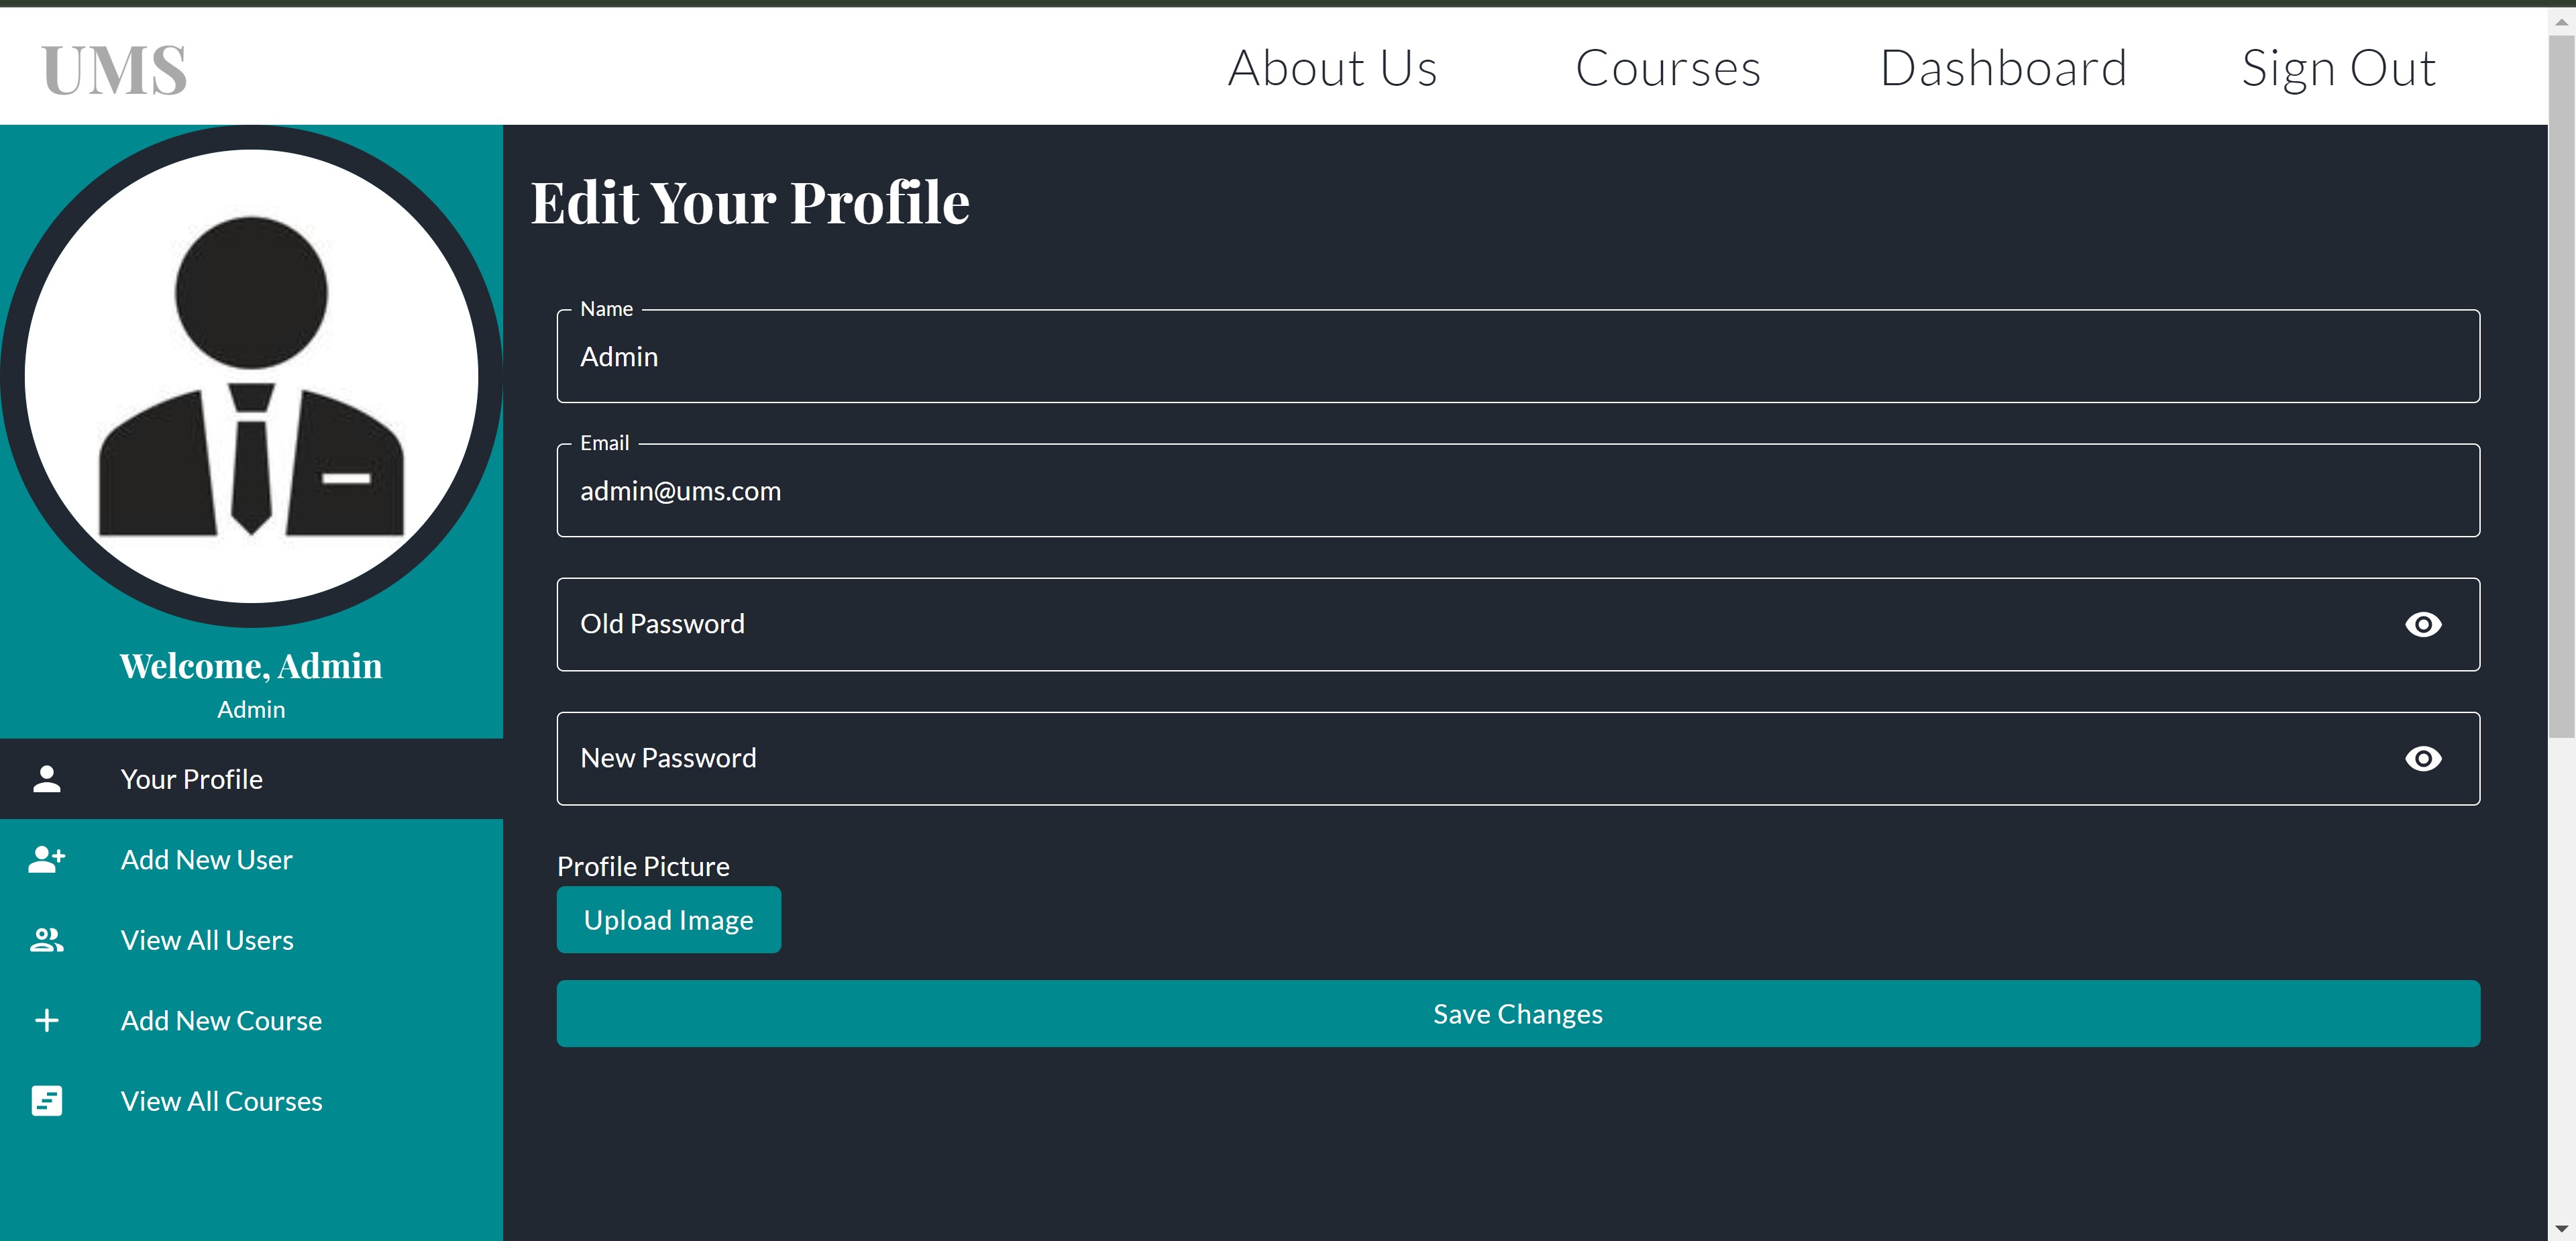 UMS
About Us
Courses
Dashboard
Sign Out
Welcome, Admin
Admin
Your Profile
Add New User
View All Users
Add New Course
View All Courses
Edit Your Profile
Name
Admin
Email
admin@ums.com
Old Password
New Password
Profile Picture
Upload Image
Save Changes